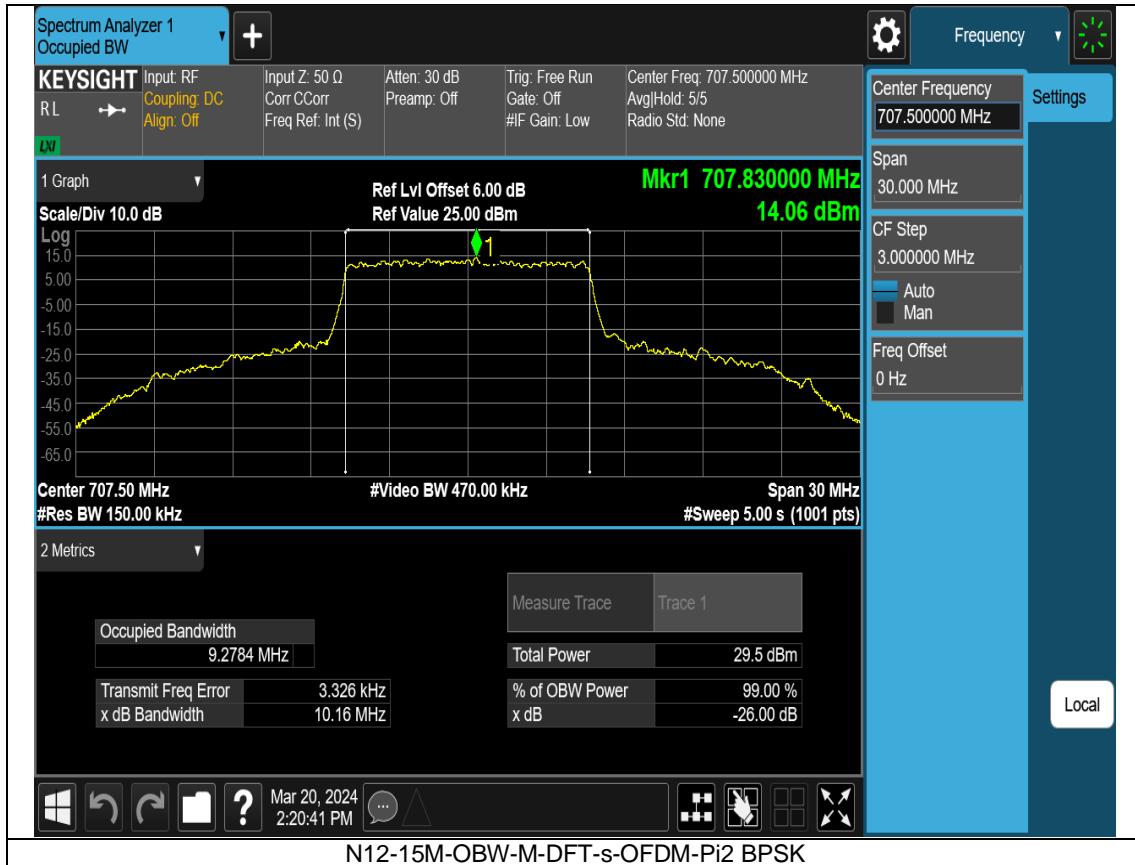 Spectrum Analyzer 1
Occupied BW
+
Frequency
KEYSIGHT
RL
LXI
Input: RF
Coupling: DC
Align: Off
Input Z: 50 Ω
Corr CCorr
Freq Ref: Int (S)
Atten: 30 dB
Preamp: Off
Trig: Free Run
Gate: Off
#IF Gain: Low
Center Freq: 707.500000 MHz
Avg|Hold: 5/5
Radio Std: None
Center Frequency
707.500000 MHz
Settings
Span
30.000 MHz
CF Step
3.000000 MHz
Auto
Man
Freq Offset
0 Hz
Local
1 Graph
Scale/Div 10.0 dB
Ref Lvl Offset 6.00 dB
Ref Value 25.00 dBm
Mkr1 707.830000 MHz
14.06 dBm
Log
15.0
5.00
-5.00
-15.0
-25.0
-35.0
-45.0
-55.0
-65.0
1
Center 707.50 MHz
#Video BW 470.00 kHz
Span 30 MHz
#Res BW 150.00 kHz
#Sweep 5.00 s (1001 pts)
2 Metrics
Measure Trace
Trace 1
Occupied Bandwidth
9.2784 MHz
Total Power
29.5 dBm
Transmit Freq Error
3.326 kHz
% of OBW Power
99.00 %
x dB Bandwidth
10.16 MHz
x dB
-26.00 dB
?
Mar 20, 2024
2:20:41 PM
N12-15M-OBW-M-DFT-s-OFDM-Pi2 BPSK